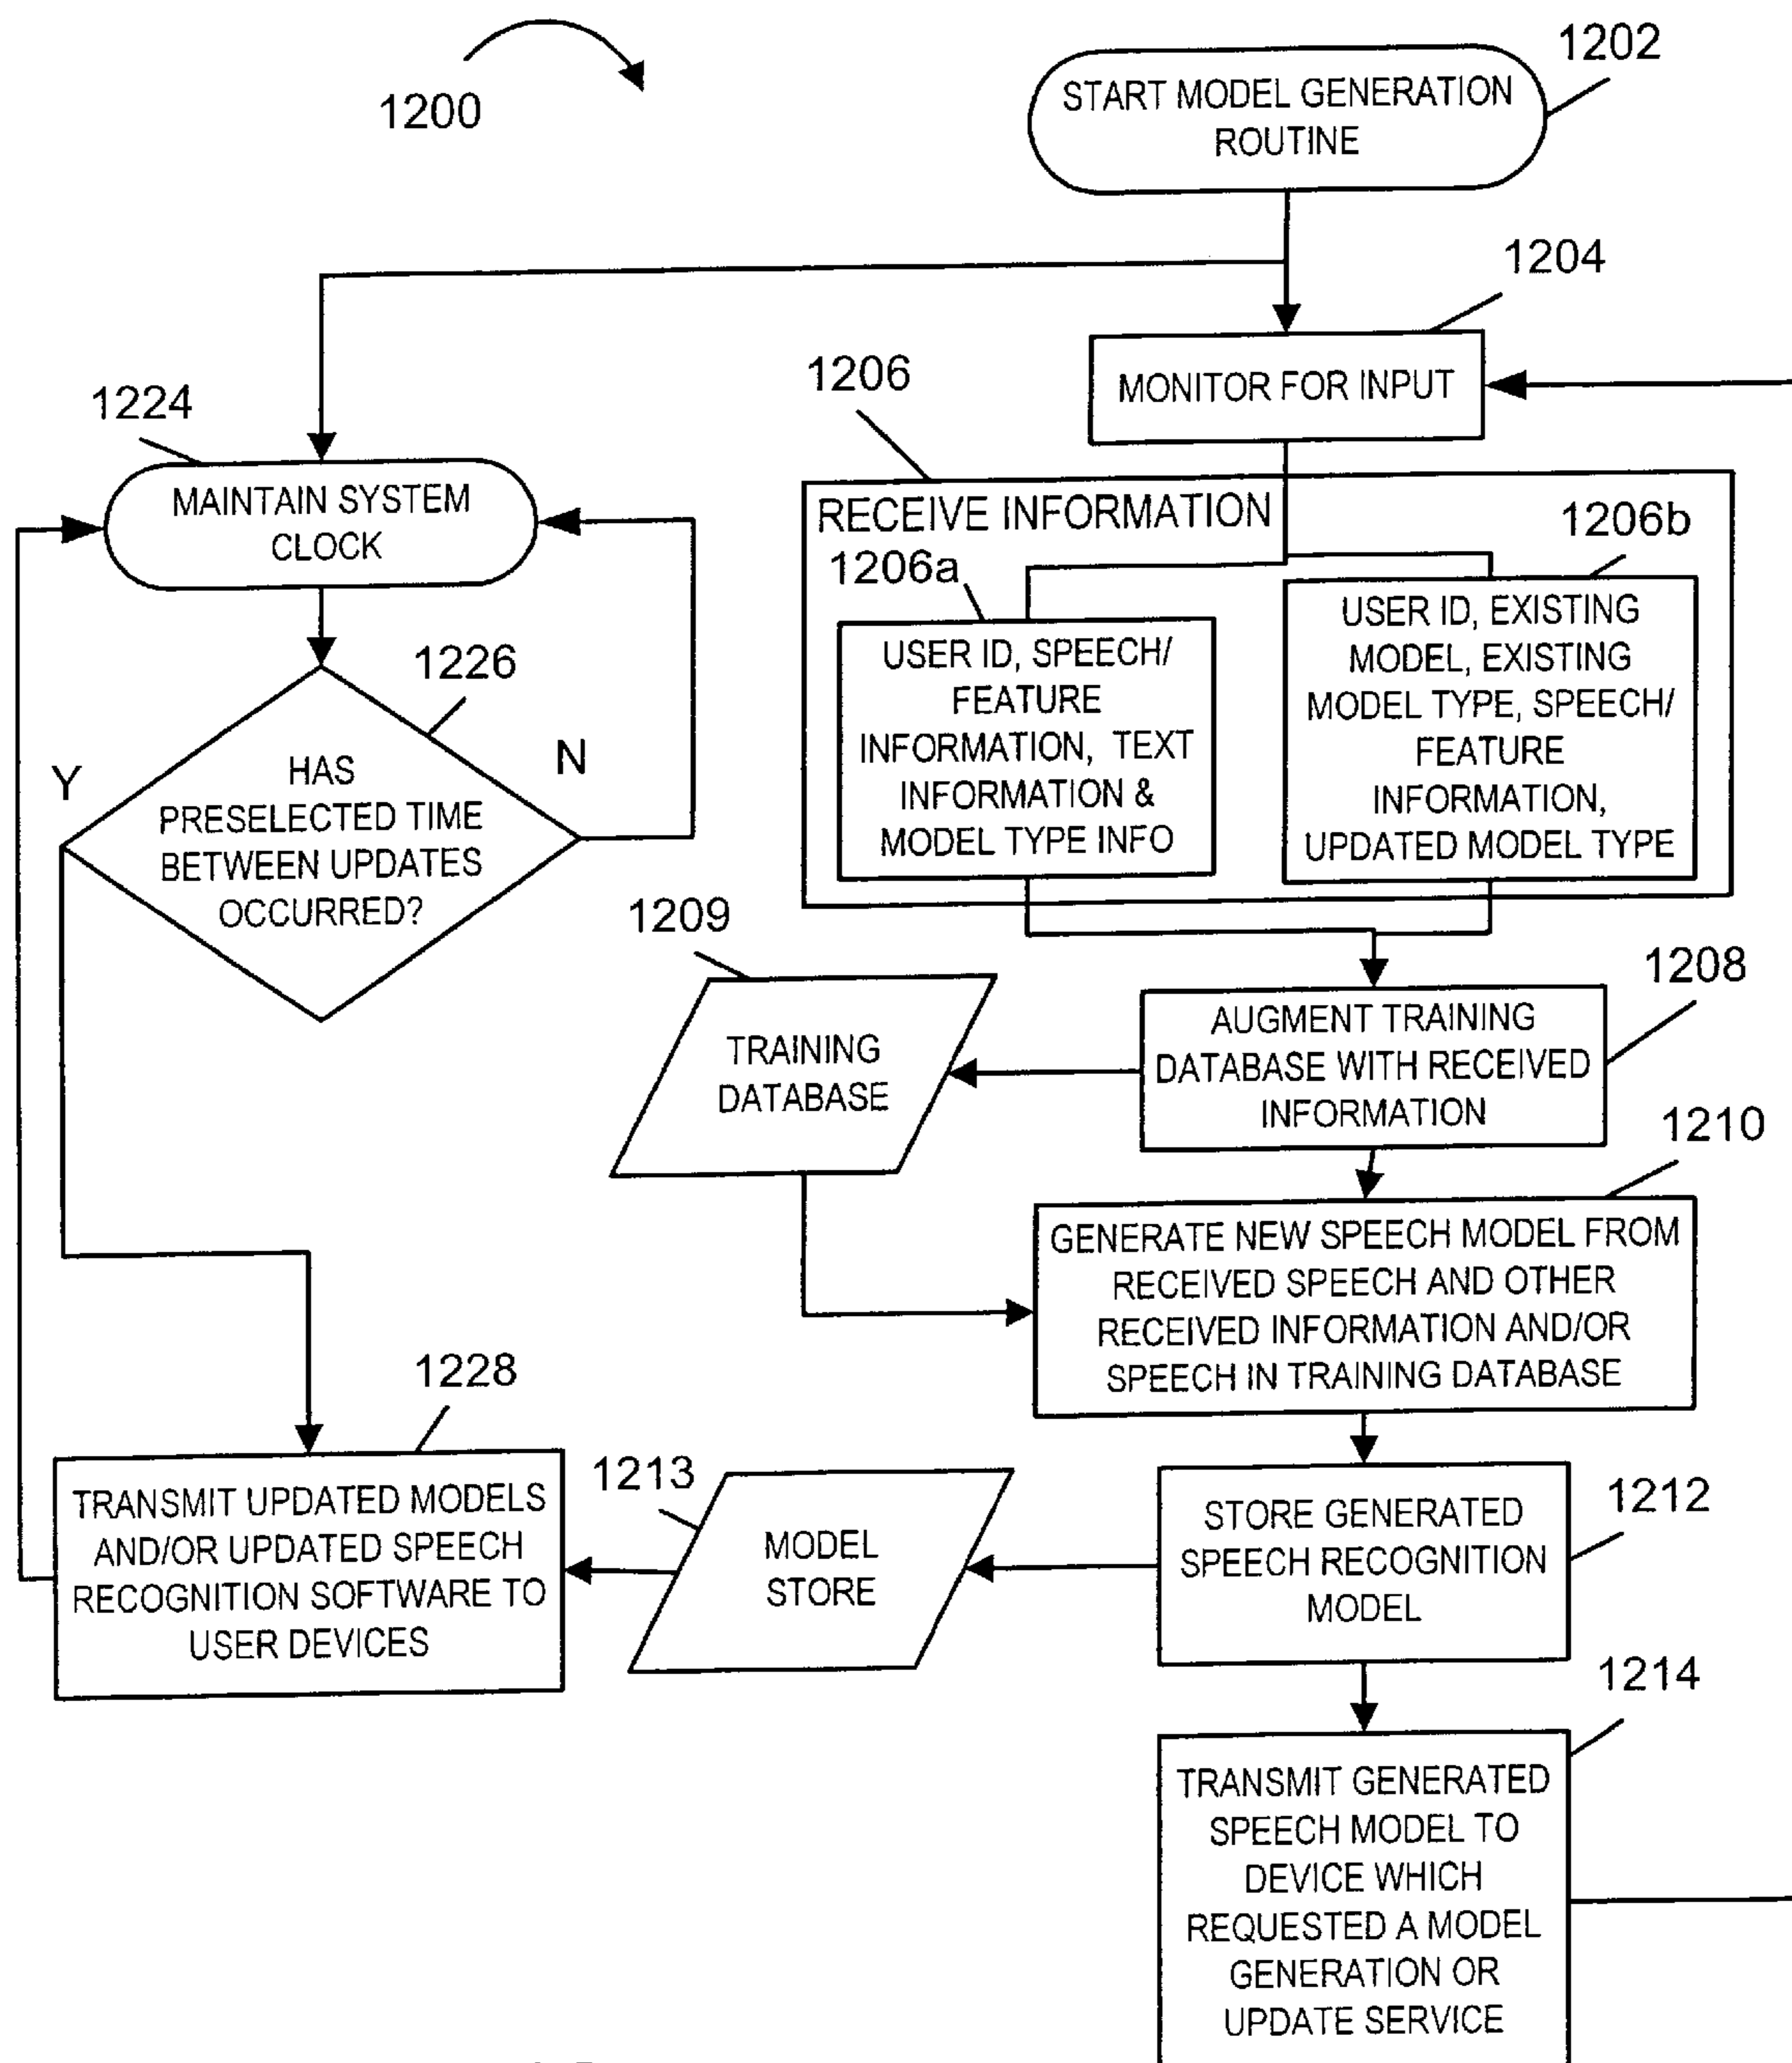 1200
1202
START MODEL GENERATION
ROUTINE
1204
MONITOR FOR INPUT
1224
MAINTAIN SYSTEM
CLOCK
1206
RECEIVE INFORMATION
1206a
USER ID, SPEECH/
FEATURE
INFORMATION, TEXT
INFORMATION &
MODEL TYPE INFO
1206b
USER ID, EXISTING
MODEL, EXISTING
MODEL TYPE, SPEECH/
FEATURE
INFORMATION,
UPDATED MODEL TYPE
1226
Y
N
HAS
PRESELECTED TIME
BETWEEN UPDATES
OCCURRED?
1209
TRAINING
DATABASE
1208
AUGMENT TRAINING
DATABASE WITH RECEIVED
INFORMATION
1210
GENERATE NEW SPEECH MODEL FROM
RECEIVED SPEECH AND OTHER
RECEIVED INFORMATION AND/OR
SPEECH IN TRAINING DATABASE
1228
TRANSMIT UPDATED MODELS
AND/OR UPDATED SPEECH
RECOGNITION SOFTWARE TO
USER DEVICES
1213
MODEL
STORE
1212
STORE GENERATED
SPEECH RECOGNITION
MODEL
1214
TRANSMIT GENERATED
SPEECH MODEL TO
DEVICE WHICH
REQUESTED A MODEL
GENERATION OR
UPDATE SERVICE